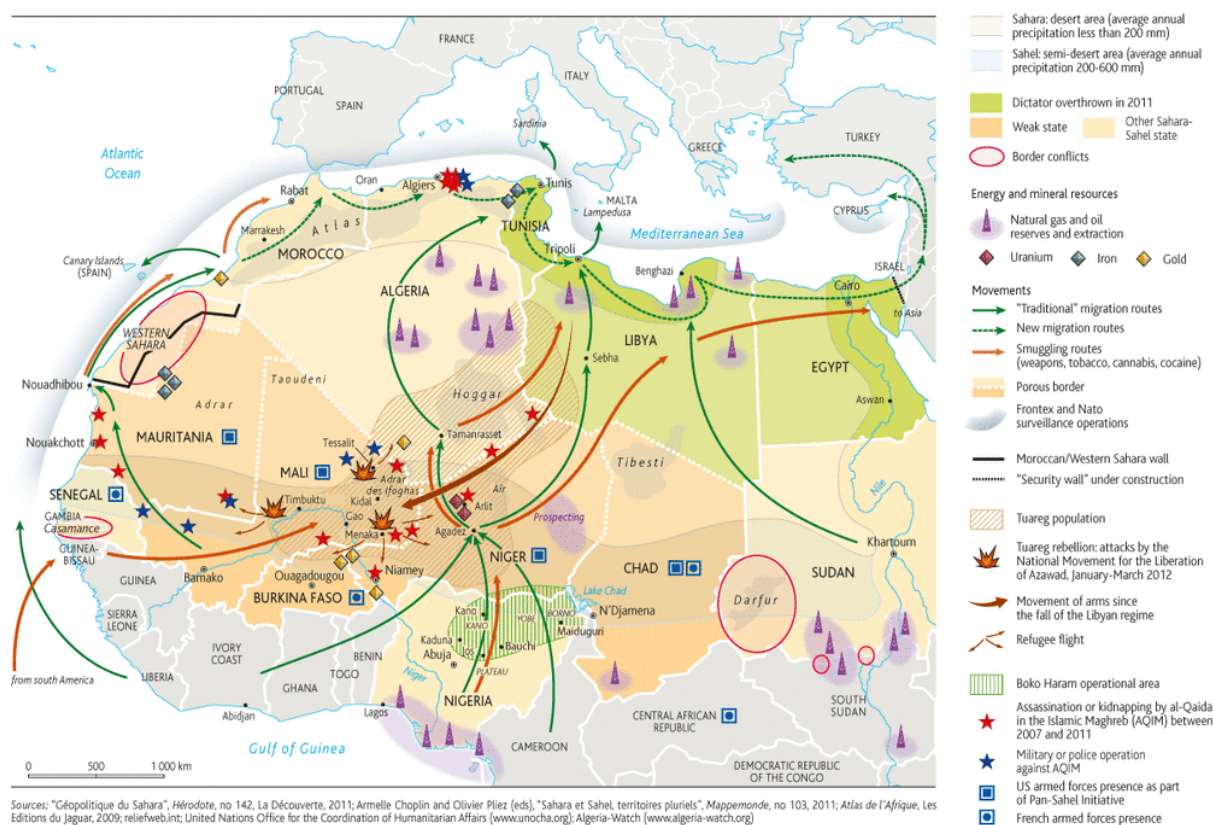 FRANCE
ITALY
PORTUGAL
SPAIN
Sardinia
GREECE
TURKEY
CYPRUS
Atlantic
Ocean
Rabat
Oran
Algiers
Tunis
MALTA
Lampedusa
Mediterranean Sea
Marrakesh
Atlas
TUNISIA
Tripoli
MOROCCO
Canary Islands
(SPAIN)
Benghazi
ISRAEL
Cairo
to Asia
ALGERIA
LIBYA
WESTERN
SAHARA
Sebha
EGYPT
Nouadhibou
Taoudeni
Hoggar
Aswan
Adrar
Tamanrasset
Nouakchott
MAURITANIA
Tessalit
MALI
Adrar
des Ifoghas
Tibesti
Nile
SENEGAL
Timbuktu
Kidal
Aïr
Arlit
GAMBIA
Casamance
Gao
Menaka
Agadez
Prospecting
GUINEA-
BISSAU
Khartoum
NIGER
Bamako
Niamey
Ouagadougou
CHAD
SUDAN
GUINEA
BURKINA FASO
Lake Chad
Darfur
Kano
KANO
YOBE
BORNO
N'Djamena
SIERRA
LEONE
Maiduguri
IVORY
COAST
BENIN
Kaduna
Jos
Bauchi
Abuja
TOGO
PLATEAU
from south America
LIBERIA
GHANA
Niger
NIGERIA
SOUTH
SUDAN
Abidjan
Lagos
CENTRAL AFRICAN
REPUBLIC
Gulf of Guinea
CAMEROON
DEMOCRATIC REPUBLIC
OF THE CONGO
0 500 1 000 km
Sahara: desert area (average annual
precipitation less than 200 mm)
Sahel: semi-desert area (average annual
precipitation 200-600 mm)
Dictator overthrown in 2011
Weak state
Other Sahara-
Sahel state
Border conflicts
Energy and mineral resources
Natural gas and oil
reserves and extraction
Uranium
Iron
Gold
Movements
"Traditional" migration routes
New migration routes
Smuggling routes
(weapons, tobacco, cannabis, cocaine)
Porous border
Frontex and Nato
surveillance operations
Moroccan/Western Sahara wall
"Security wall" under construction
Tuareg population
Tuareg rebellion: attacks by the
National Movement for the Liberation
of Azawad, January-March 2012
Movement of arms since
the fall of the Libyan regime
Refugee flight
Boko Haram operational area
Assassination or kidnapping by al-Qaida
in the Islamic Maghreb (AQIM) between
2007 and 2011
Military or police operation
against AQIM
US armed forces presence as part
of Pan-Sahel Initiative
French armed forces presence
Sources: "Géopolitique du Sahara", Hérodote, no 142, La Découverte, 2011; Armelle Choplin and Olivier Pliez (eds), "Sahara et Sahel, territoires pluriels", Mappemonde, no 103, 2011; Atlas de l'Afrique, Les
Editions du Jaguar, 2009; reliefweb.int; United Nations Office for the Coordination of Humanitarian Affairs (www.unocha.org); Algeria-Watch (www.algeria-watch.org)